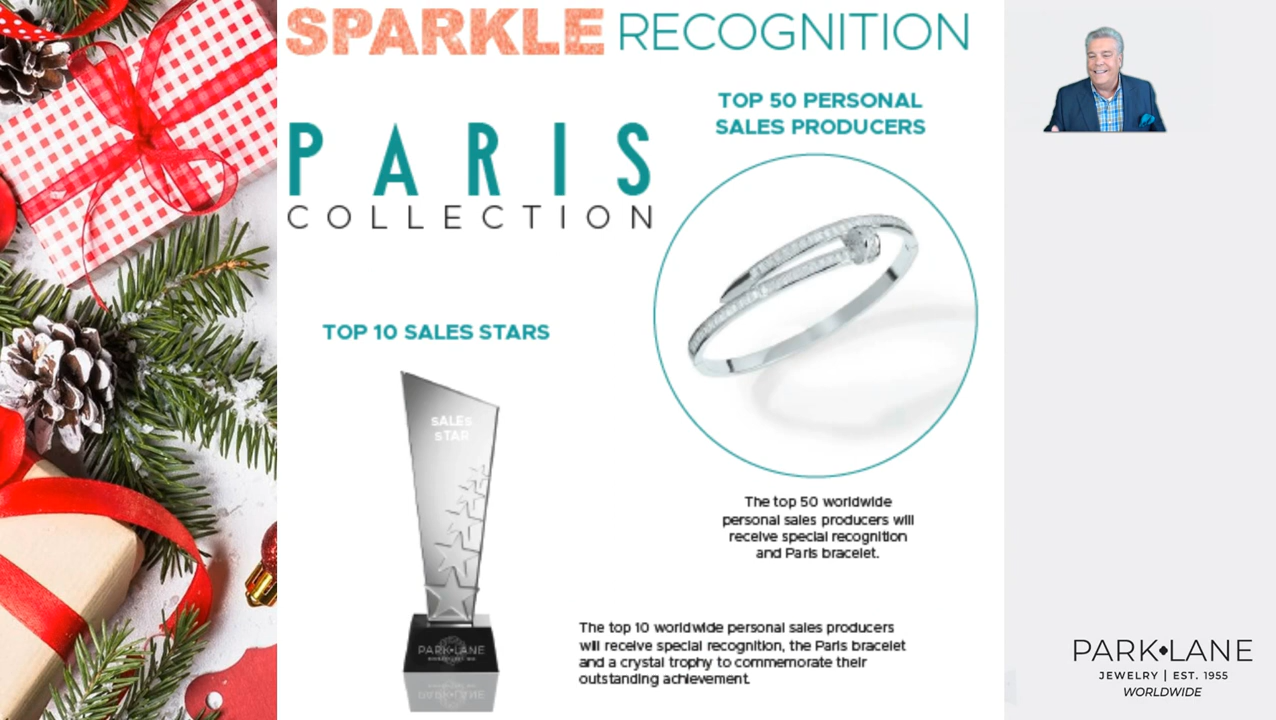 SPARKLE RECOGNITION
PARIS
COLLECTION
TOP 50 PERSONAL
SALES PRODUCERS
TOP 10 SALES STARS
sALEs
sTAR
PARK LANE
The top 50 worldwide
personal sales producers will
receive special recognition
and Paris bracelet.
The top 10 worldwide personal sales producers
will receive special recognition, the Paris bracelet
and a crystal trophy to commemorate their
outstanding achievement.
PARK LANE
JEWELRY | EST. 1955
WORLDWIDE